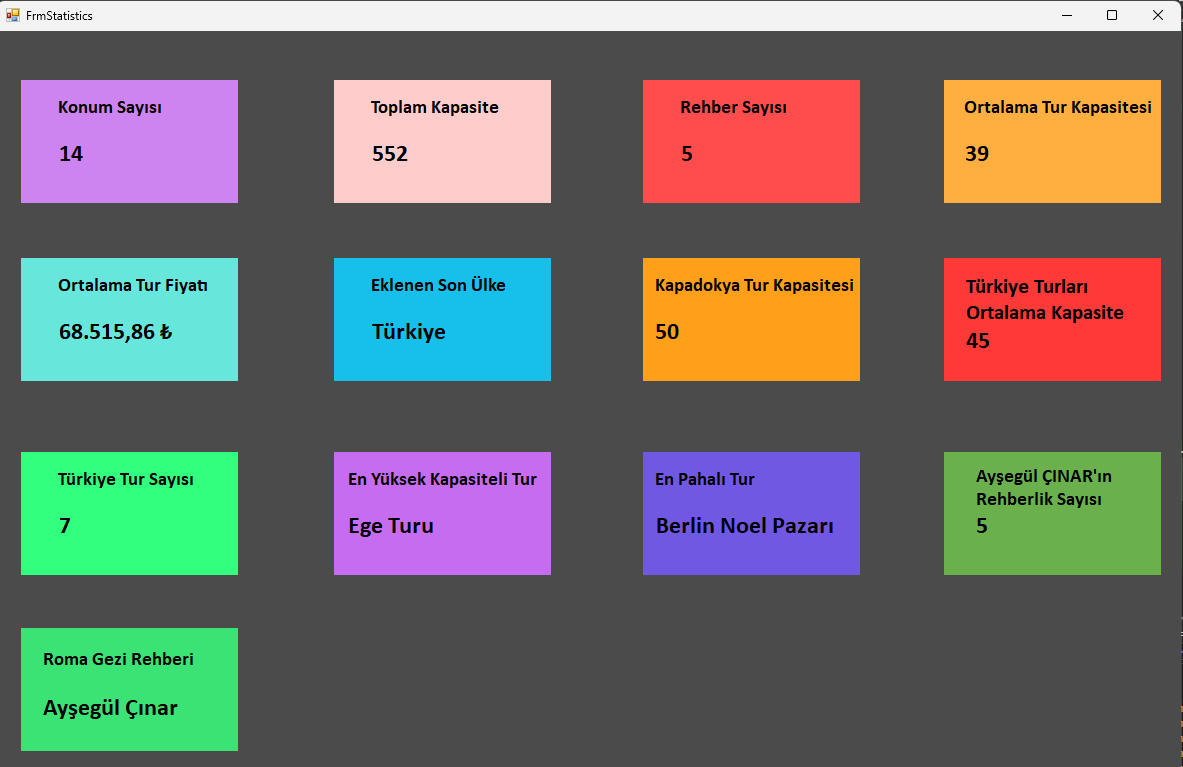 FrmStatistics
Konum Sayısı
14
Toplam Kapasite
552
Rehber Sayısı
5
Ortalama Tur Kapasitesi
39
Ortalama Tur Fiyatı
68.515,86 ₺
Eklenen Son Ülke
Türkiye
Kapadokya Tur Kapasitesi
50
Türkiye Turları
Ortalama Kapasite
45
Türkiye Tur Sayısı
7
En Yüksek Kapasiteli Tur
Ege Turu
En Pahalı Tur
Berlin Noel Pazarı
Ayşegül ÇINAR'ın
Rehberlik Sayısı
5
Roma Gezi Rehberi
Ayşegül Çınar